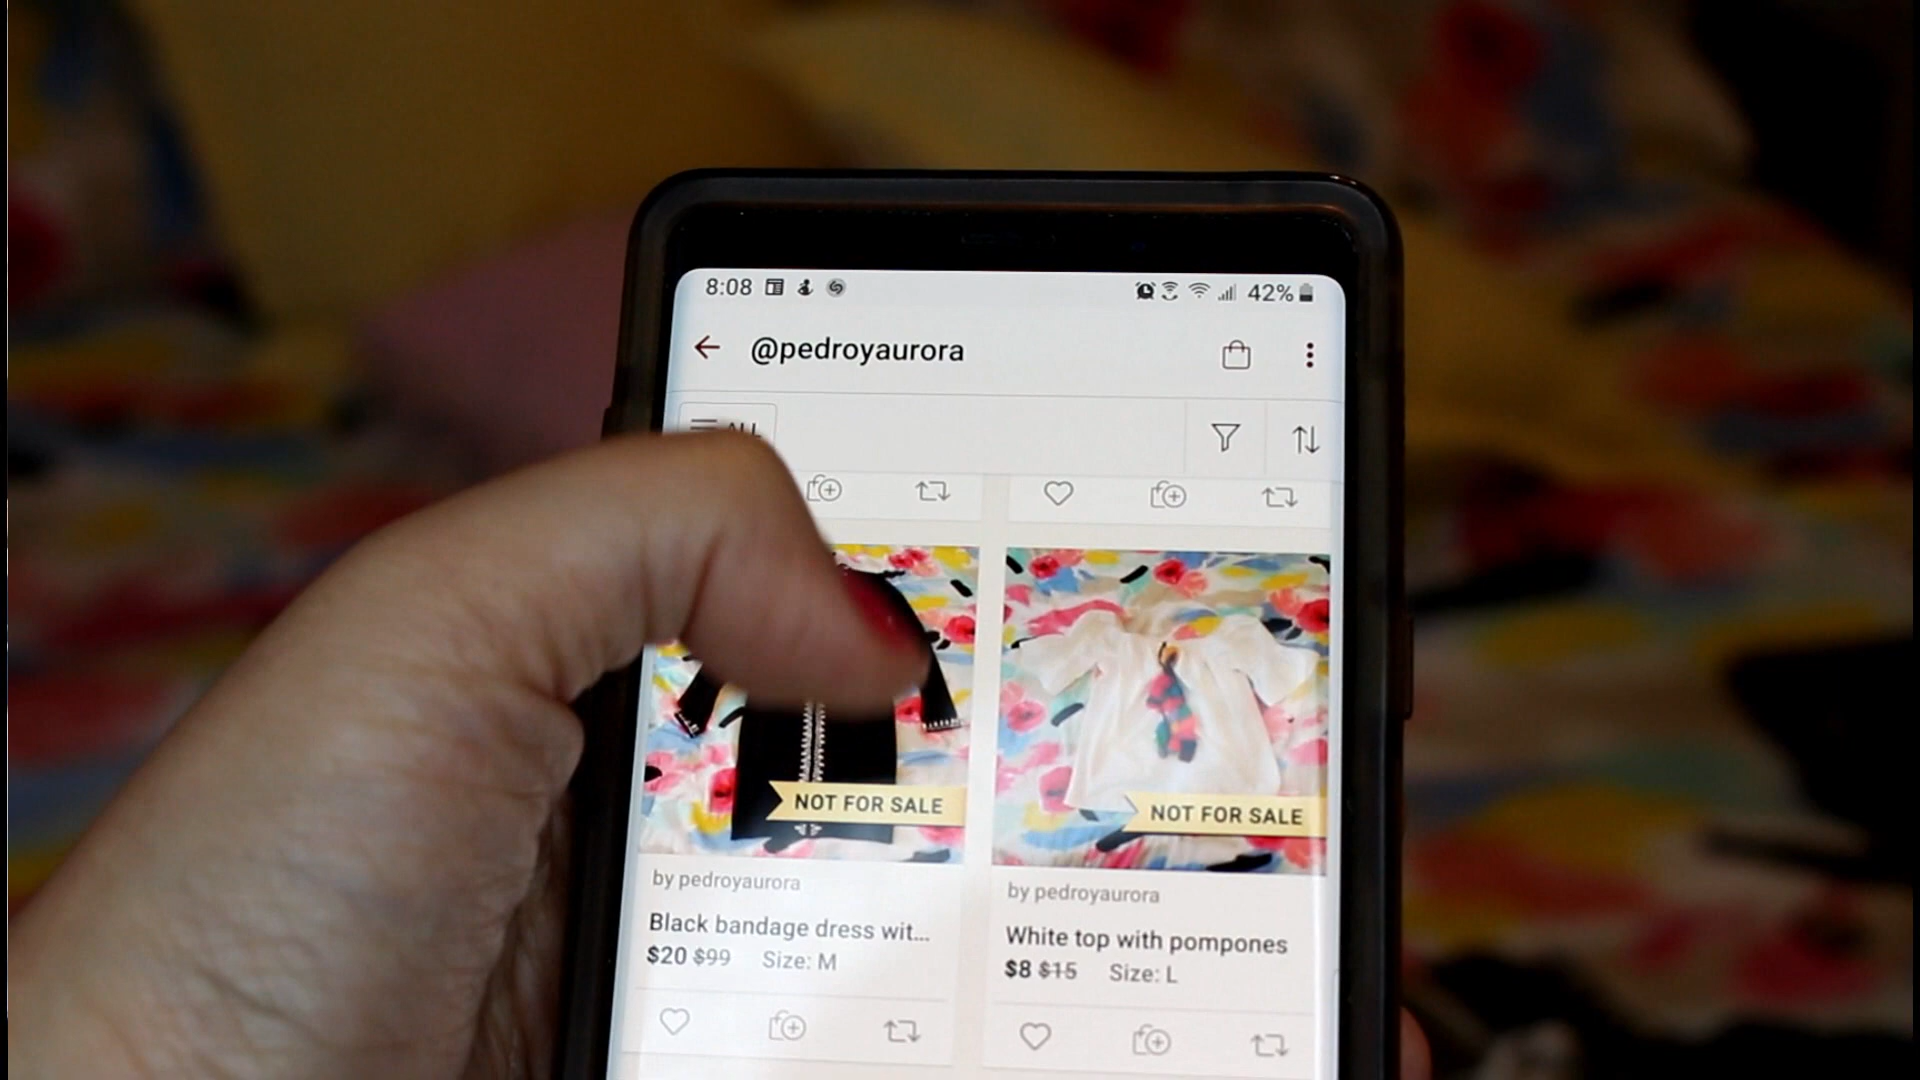 8:08
42%
@pedroyaurora
ALL
NOT FOR SALE
NOT FOR SALE
by pedroyaurora
by pedroyaurora
Black bandage dress wit...
White top with pompones
$20 $99 Size: M
$8 $15 Size: L